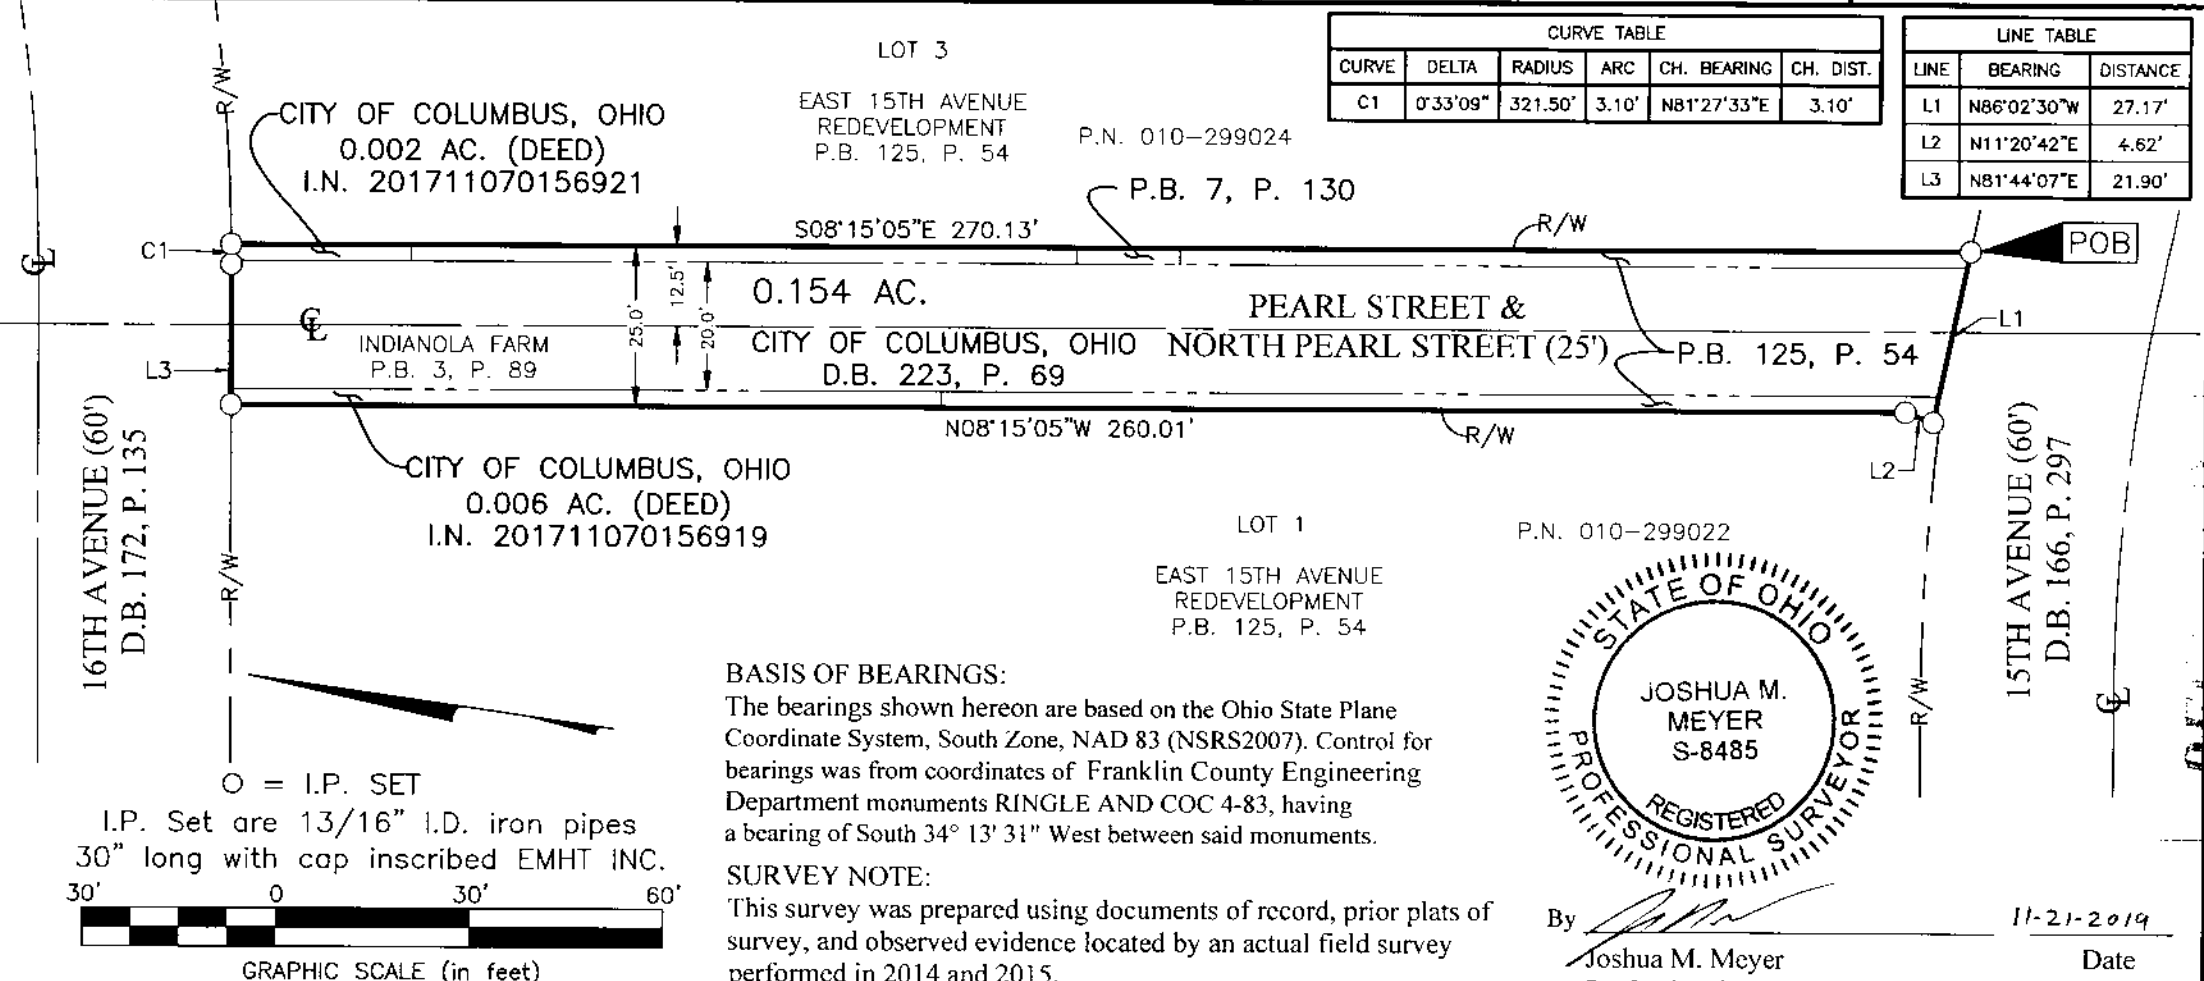 CURVE TABLE
CURVE DELTA RADIUS ARC CH. BEARING CH. DIST.
C1 0°33'09" 321.50' 3.10' N81°27'33"E 3.10'
LINE TABLE
LINE BEARING DISTANCE
L1 N86°02'30"W 27.17'
L2 N11°20'42"E 4.62'
L3 N81°44'07"E 21.90'
LOT 3
EAST 15TH AVENUE
REDEVELOPMENT
P.B. 125, P. 54
P.N. 010-299024
R/W
CITY OF COLUMBUS, OHIO
0.002 AC. (DEED)
I.N. 201711070156921
P.B. 7, P. 130
S08°15'05"E 270.13'
R/W
POB
C1
℄
12.5'
25.0'
20.0'
0.154 AC.
PEARL STREET &
NORTH PEARL STREET (25')
L1
℄
INDIANOLA FARM
P.B. 3, P. 89
CITY OF COLUMBUS, OHIO
D.B. 223, P. 69
P.B. 125, P. 54
L3
N08°15'05"W 260.01'
R/W
L2
16TH AVENUE (60')
D.B. 172, P. 135
R/W
CITY OF COLUMBUS, OHIO
0.006 AC. (DEED)
I.N. 201711070156919
LOT 1
P.N. 010-299022
EAST 15TH AVENUE
REDEVELOPMENT
P.B. 125, P. 54
15TH AVENUE (60')
D.B. 166, P. 297
R/W
℄
O = I.P. SET
I.P. Set are 13/16" I.D. iron pipes
30" long with cap inscribed EMHT INC.
30' 0 30' 60'
GRAPHIC SCALE (in feet)
BASIS OF BEARINGS:
The bearings shown hereon are based on the Ohio State Plane
Coordinate System, South Zone, NAD 83 (NSRS2007). Control for
bearings was from coordinates of Franklin County Engineering
Department monuments RINGLE AND COC 4-83, having
a bearing of South 34° 13' 31" West between said monuments.
SURVEY NOTE:
This survey was prepared using documents of record, prior plats of
survey, and observed evidence located by an actual field survey
performed in 2014 and 2015.
STATE OF OHIO
JOSHUA M.
MEYER
S-8485
REGISTERED
PROFESSIONAL SURVEYOR
By
11-21-2019
Joshua M. Meyer
Date